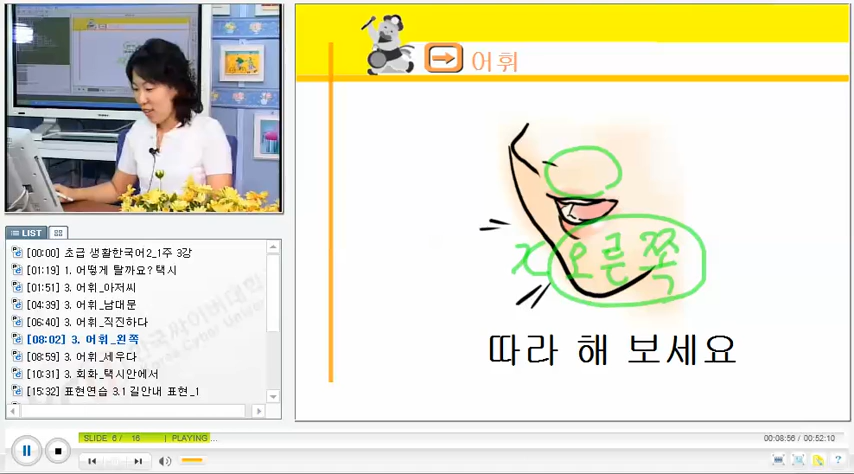 어휘
오른쪽
따라 해 보세요
LIST
[00:00] 초급 생활한국어2_1주 3강
[01:19] 1. 어떻게 탈까요? 택시
[01:51] 3. 어휘_아저씨
[04:39] 3. 어휘_남대문
[06:40] 3. 어휘_직진하다
[08:02] 3. 어휘_왼쪽
[08:59] 3. 어휘_세우다
[10:31] 3. 회화_택시안에서
[15:32] 표현연습 3.1 길안내 표현_1
SLIDE 6 / 16 | PLAYING...
00:08:56 / 00:52:10